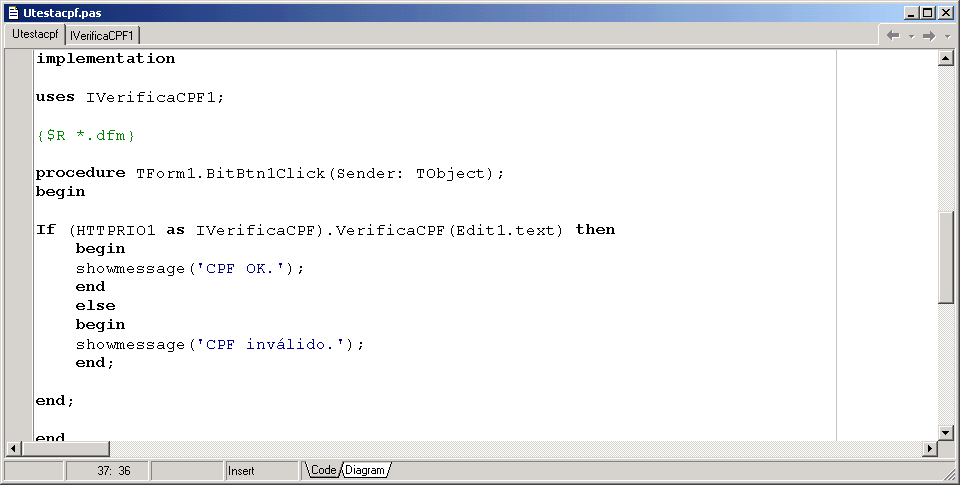 Utestacpf.pas
Utestacpf IVerificaCPF1
implementation
uses IVerificaCPF1;
{$R *.dfm}
procedure TForm1.BitBtn1Click(Sender: TObject);
begin
If (HTTPRIO1 as IVerificaCPF).VerificaCPF(Edit1.text) then
begin
showmessage('CPF OK.');
end
else
begin
showmessage('CPF inválido.');
end;
end;
end
37: 36 Insert Code Diagram